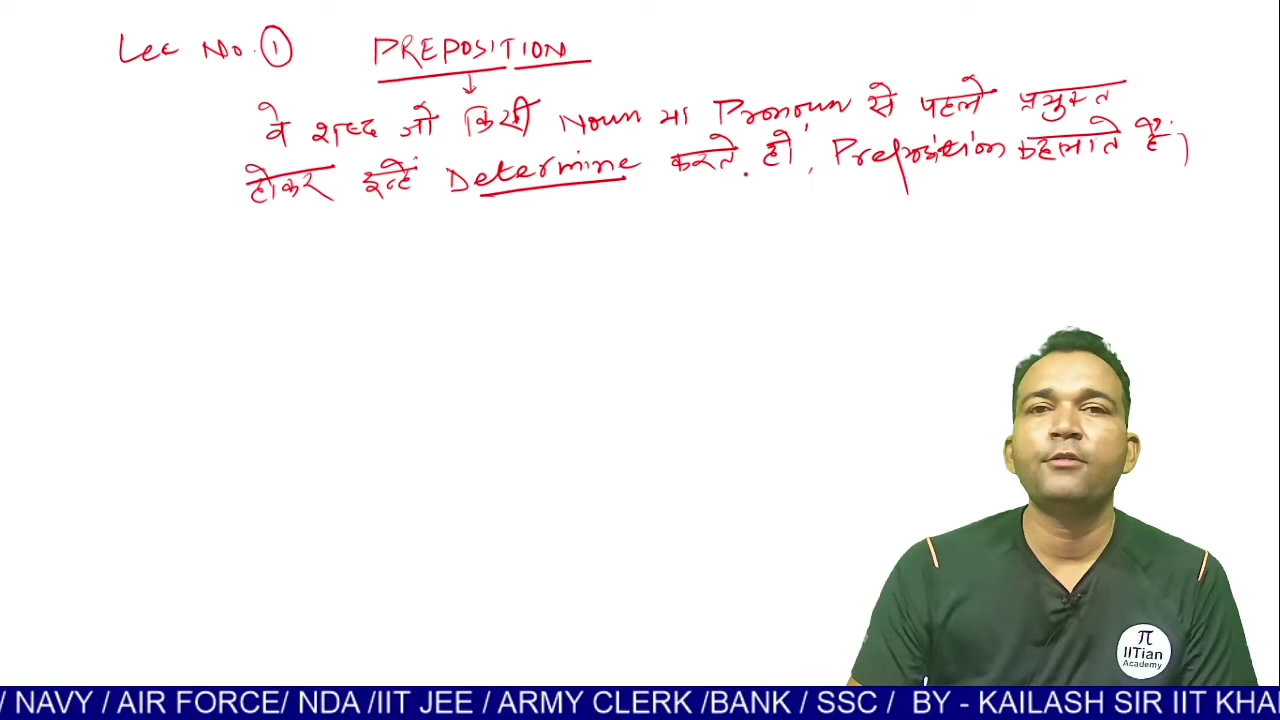 Lec No. 1 PREPOSITION
वे शब्द जो किसी Noun या Pronoun से पहले प्रयुक्त
होकर इन्हें Determine करते हों, Preposition कहलाते हैं।
π
IITian
Academy
/ NAVY / AIR FORCE/ NDA /IIT JEE / ARMY CLERK /BANK / SSC / BY - KAILASH SIR IIT KHA